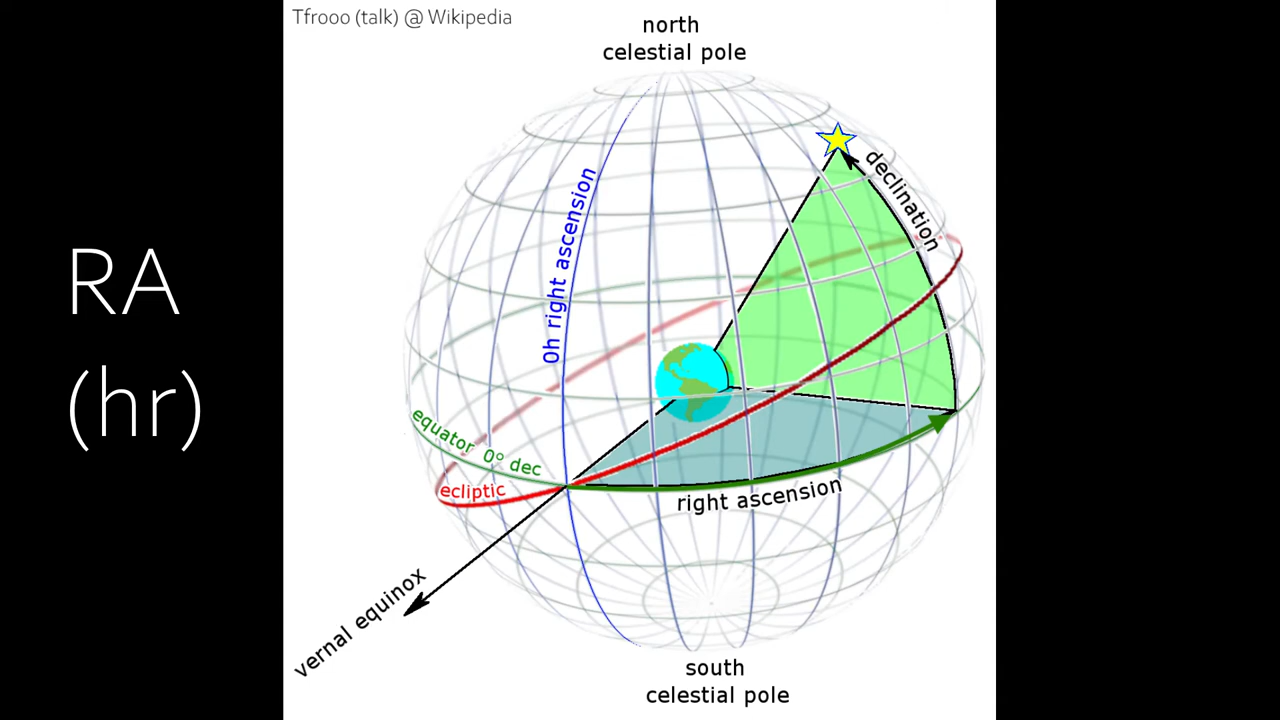 Tfrooo (talk) @ Wikipedia
north
celestial pole
declination
0h right ascension
RA
(hr)
equator 0° dec
ecliptic
right ascension
vernal equinox
south
celestial pole